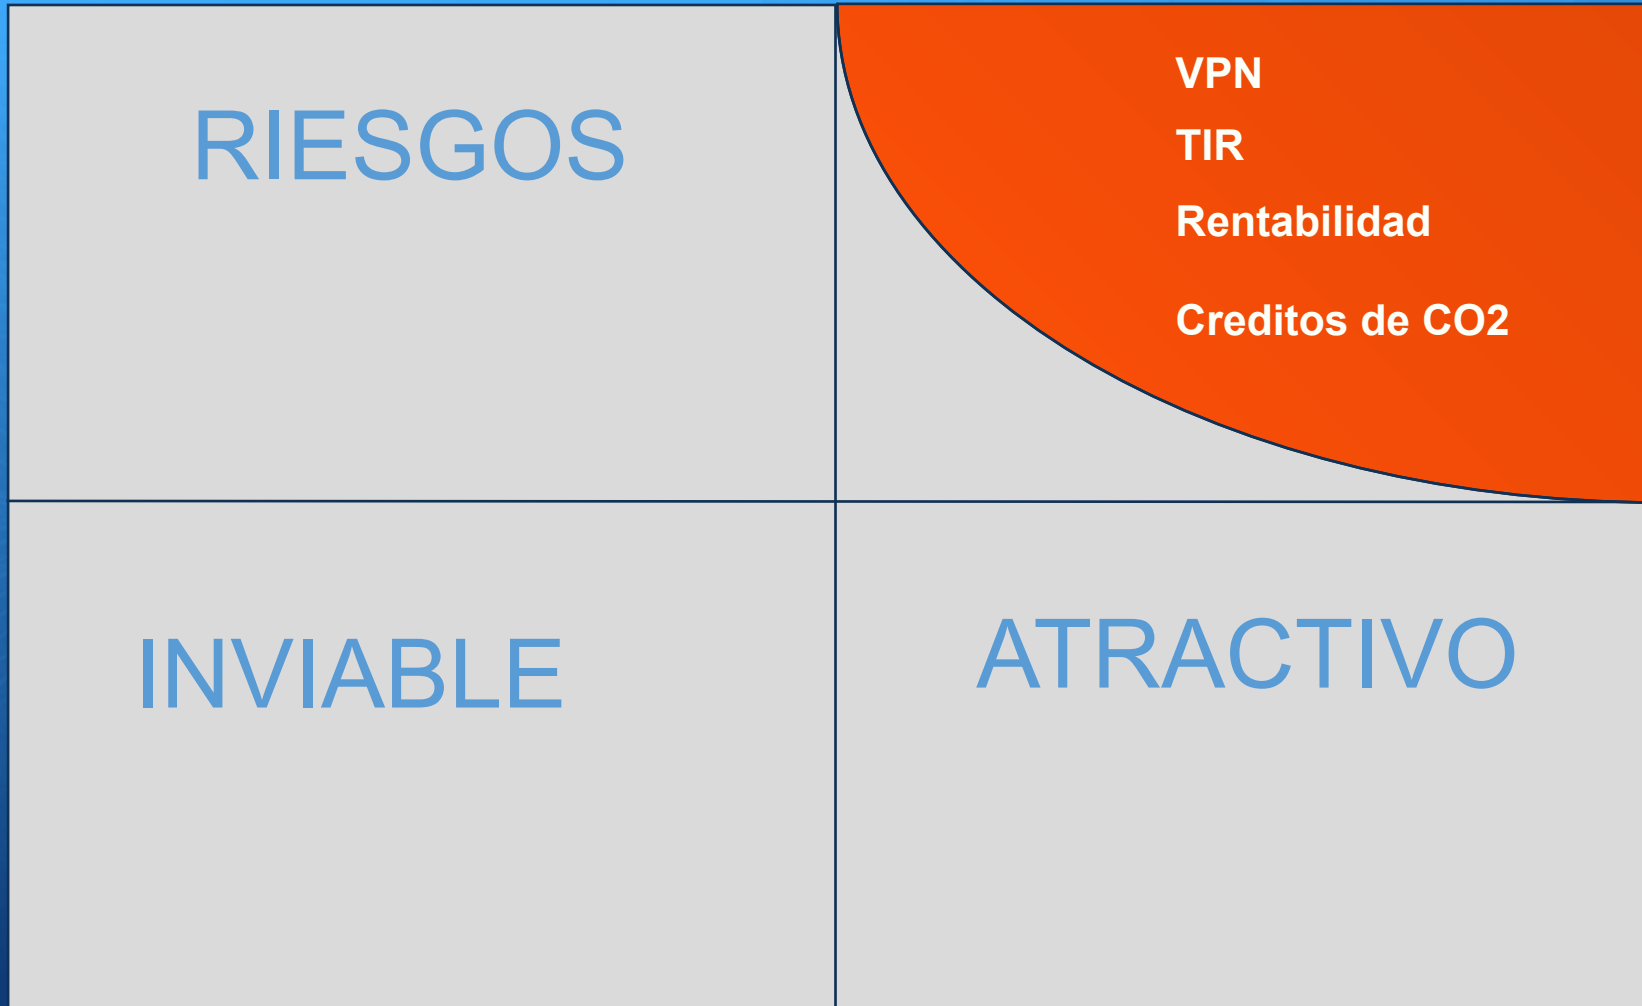 RIESGOS
VPN
TIR
Rentabilidad
Creditos de CO2
INVIABLE
ATRACTIVO